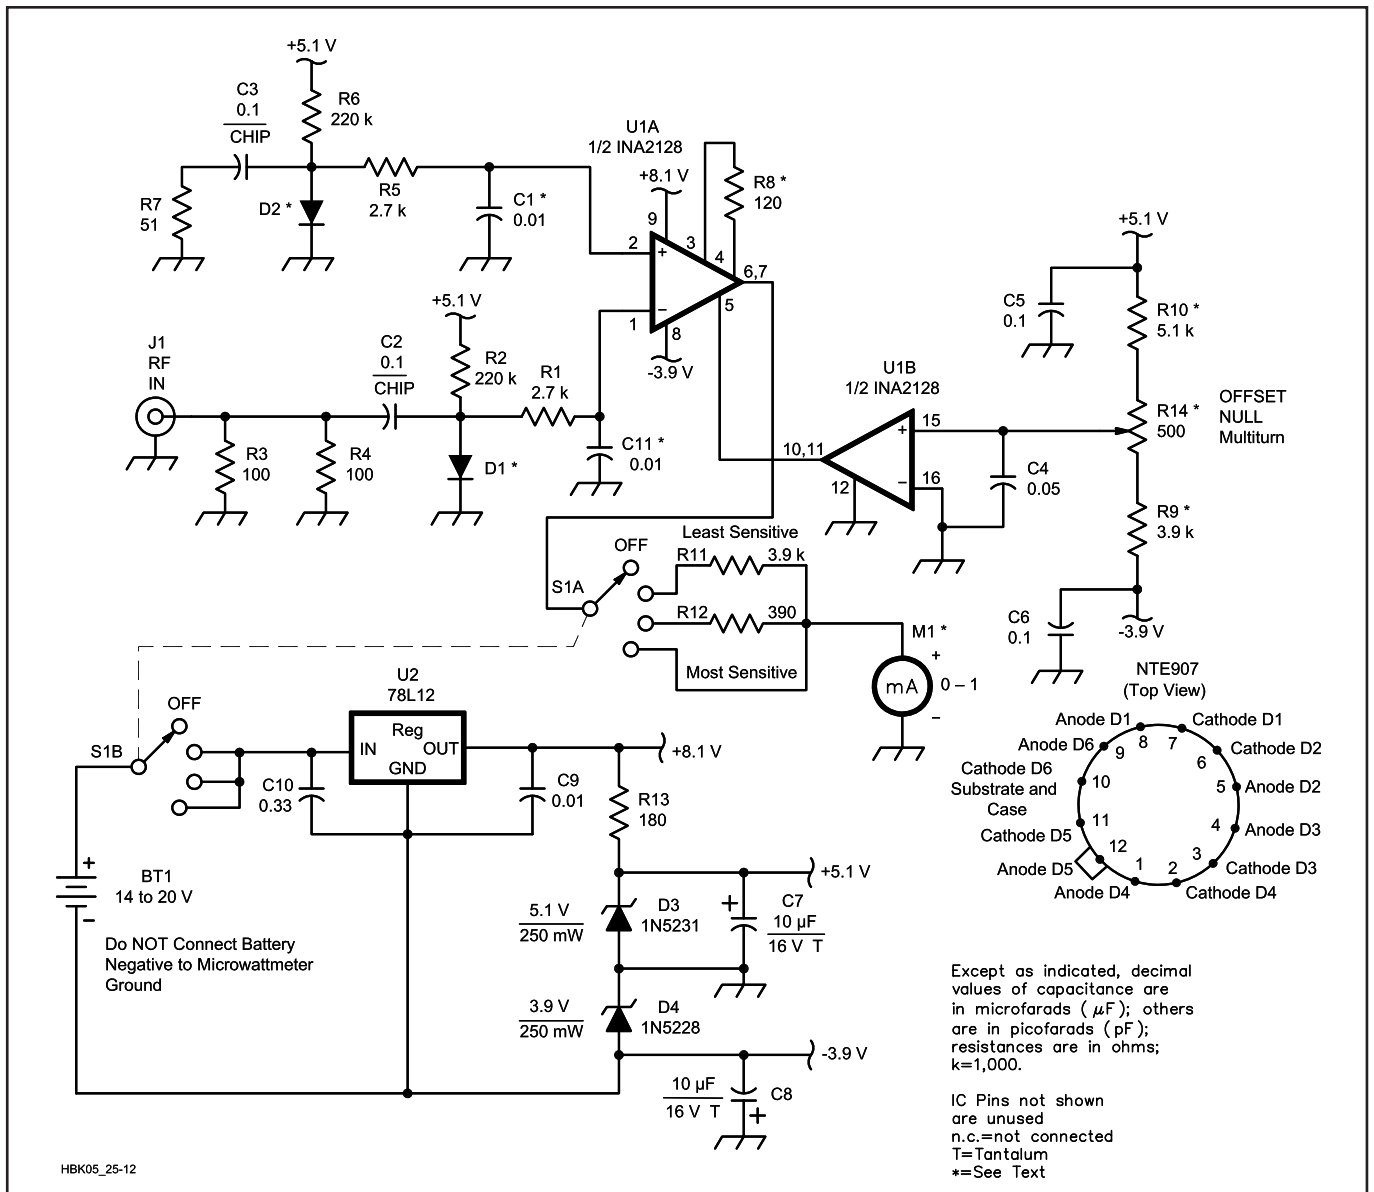 +5.1 V
C3
0.1
CHIP
R6
220 k
R7
51
D2 *
R5
2.7 k
C1 *
0.01
U1A
1/2 INA2128
+8.1 V
9
2
+
3
4
R8 *
120
6,7
5
–
1
8
-3.9 V
J1
RF
IN
C2
0.1
CHIP
+5.1 V
R2
220 k
R1
2.7 k
R3
100
R4
100
D1 *
C11 *
0.01
U1B
1/2 INA2128
10,11
12
+
15
–
16
C4
0.05
+5.1 V
C5
0.1
R10 *
5.1 k
R14 *
500
OFFSET
NULL
Multiturn
R9 *
3.9 k
C6
0.1
-3.9 V
OFF
S1A
Least Sensitive
R11
3.9 k
R12
390
Most Sensitive
M1 *
+
mA
0 – 1
–
OFF
S1B
U2
78L12
Reg
IN
OUT
GND
C10
0.33
C9
0.01
+8.1 V
R13
180
+
BT1
14 to 20 V
–
Do NOT Connect Battery
Negative to Microwattmeter
Ground
+5.1 V
5.1 V
250 mW
D3
1N5231
+
C7
10 µF
16 V T
3.9 V
250 mW
D4
1N5228
-3.9 V
10 µF
16 V T
C8
+
NTE907
(Top View)
Anode D1
8
7
Cathode D1
Anode D6
9
6
Cathode D2
Cathode D6
Substrate and
Case
10
5
Anode D2
11
4
Anode D3
Cathode D5
12
3
Cathode D3
Anode D5
1
2
Anode D4
Cathode D4
Except as indicated, decimal
values of capacitance are
in microfarads ( µF); others
are in picofarads ( pF);
resistances are in ohms;
k=1,000.
IC Pins not shown
are unused
n.c.=not connected
T=Tantalum
*=See Text
HBK05_25-12